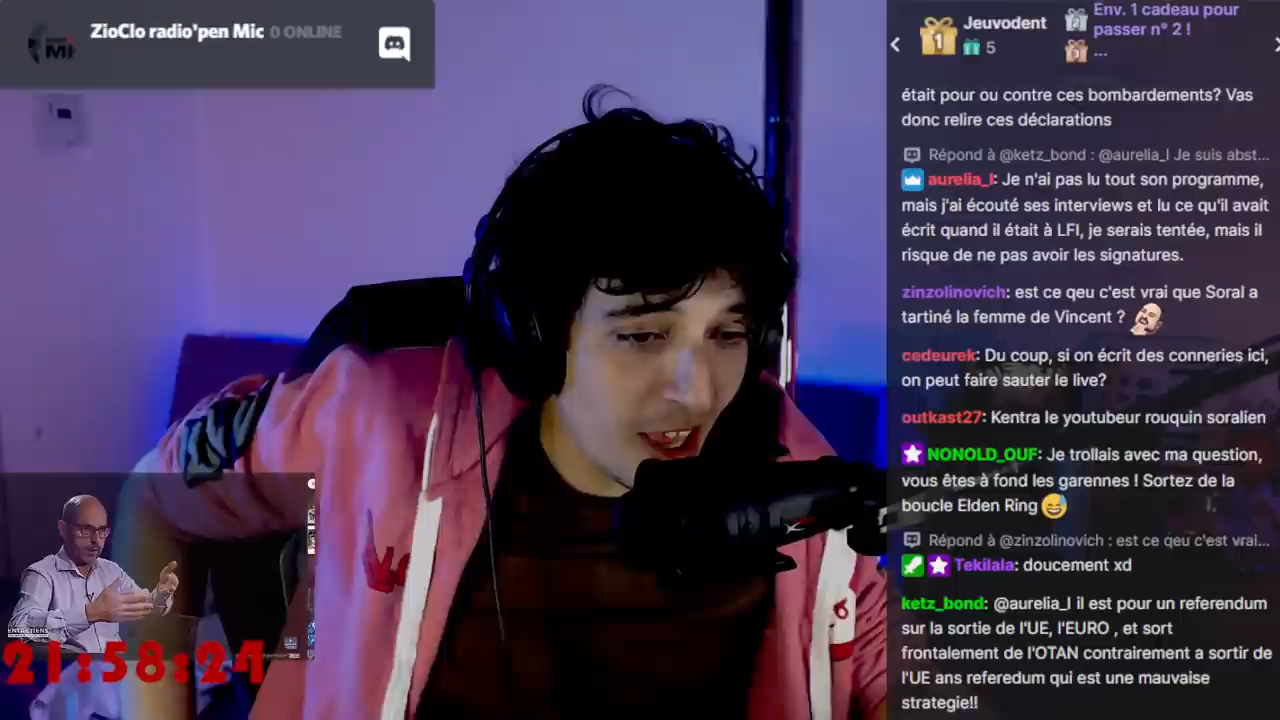 ZioClo radio'pen Mic 0 ONLINE
MI
Jeuvodent
5
1
2
Env. 1 cadeau pour
passer n° 2 !
...
était pour ou contre ces bombardements? Vas
donc relire ces déclarations
Répond à @ketz_bond : @aurelia_l Je suis abst...
aurelia_l: Je n'ai pas lu tout son programme,
mais j'ai écouté ses interviews et lu ce qu'il avait
écrit quand il était à LFI, je serais tentée, mais il
risque de ne pas avoir les signatures.
zinzolinovich: est ce qeu c'est vrai que Soral a
tartiné la femme de Vincent ?
cedeurek: Du coup, si on écrit des conneries ici,
on peut faire sauter le live?
outkast27: Kentra le youtubeur rouquin soralien
NONOLD_OUF: Je trollais avec ma question,
vous êtes à fond les garennes ! Sortez de la
boucle Elden Ring
Répond à @zinzolinovich : est ce qeu c'est vrai...
Tekilala: doucement xd
ketz_bond: @aurelia_l il est pour un referendum
sur la sortie de l'UE, l'EURO , et sort
frontalement de l'OTAN contrairement a sortir de
l'UE ans referedum qui est une mauvaise
strategie!!
ENTRETIENS
21:58:24